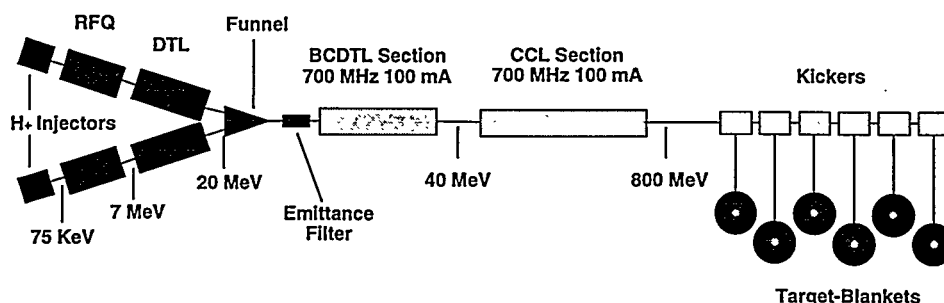 RFQ
DTL
Funnel
BCDTL Section
700 MHz 100 mA
CCL Section
700 MHz 100 mA
Kickers
H+ Injectors
75 KeV
7 MeV
20 MeV
Emittance
Filter
40 MeV
800 MeV
Target-Blankets